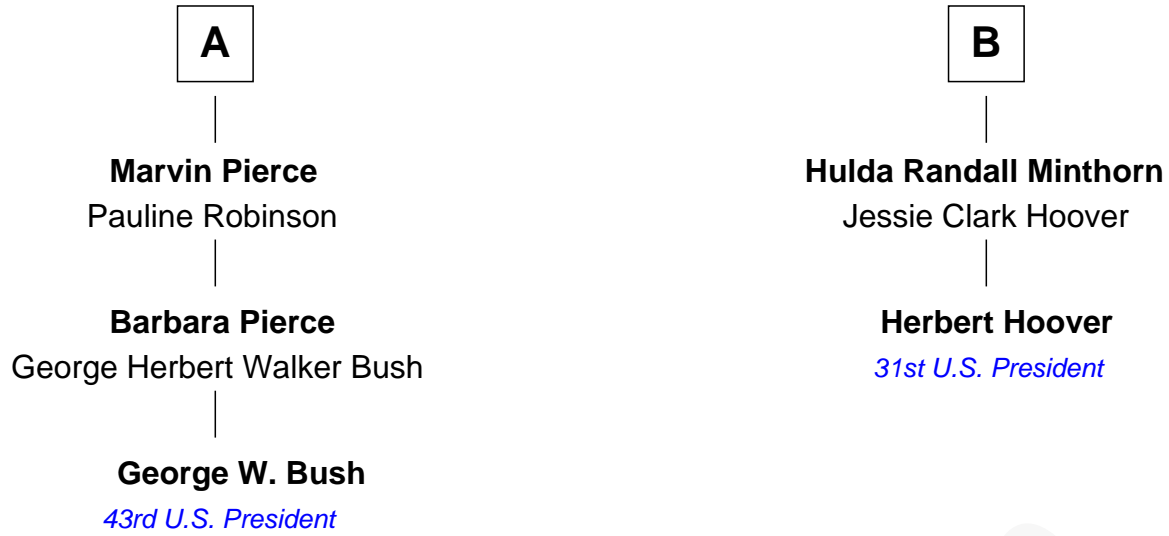 A
Marvin Pierce
Pauline Robinson
Barbara Pierce
George Herbert Walker Bush
George W. Bush
43rd U.S. President
B
Hulda Randall Minthorn
Jessie Clark Hoover
Herbert Hoover
31st U.S. President